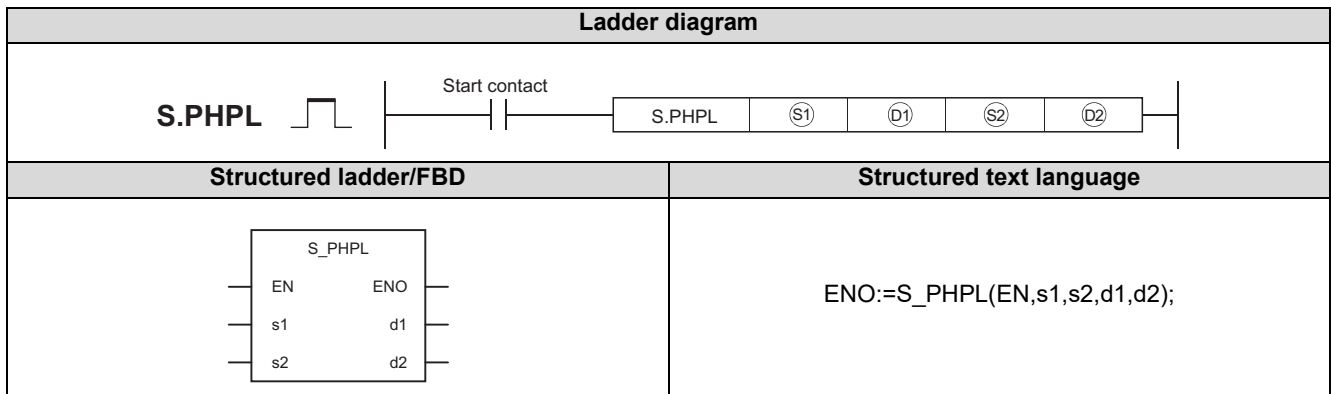 Ladder diagram
Start contact
S.PHPL
S.PHPL S1 D1 S2 D2
Structured ladder/FBD Structured text language
S_PHPL
EN ENO
s1 d1
s2 d2
ENO:=S_PHPL(EN,s1,s2,d1,d2);